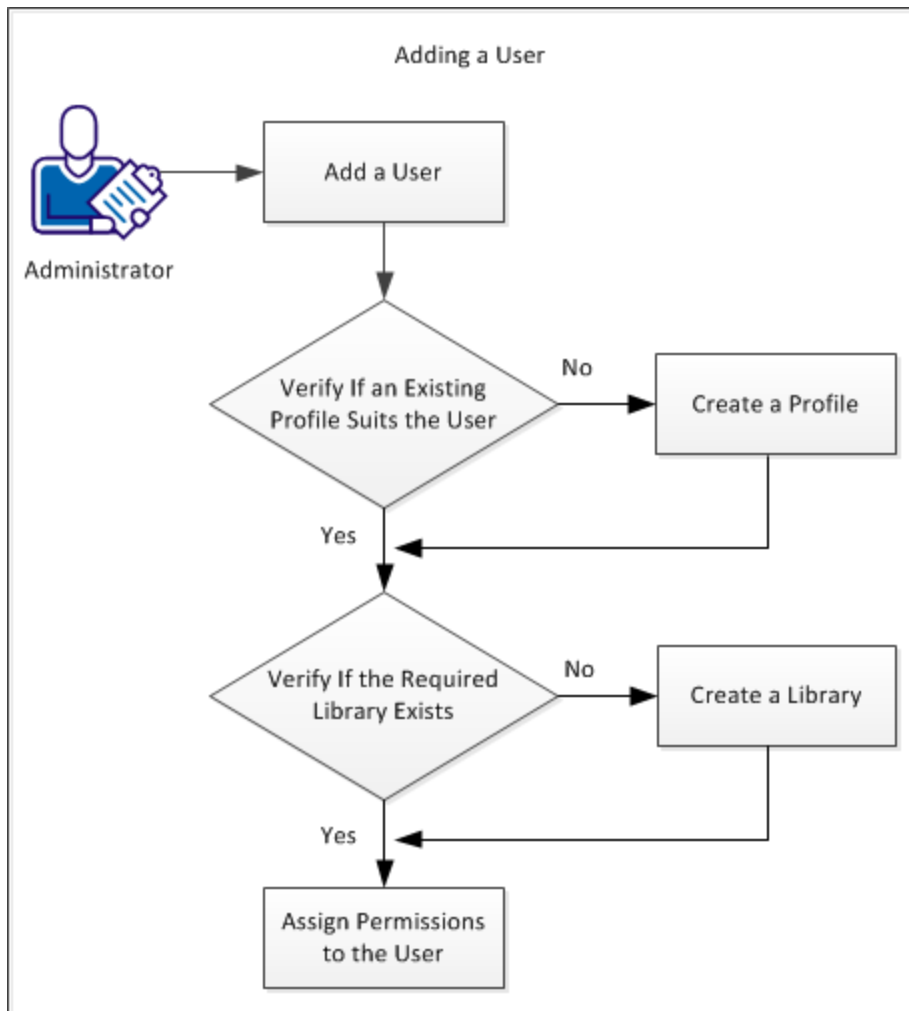 Adding a User
Add a User
Administrator
Verify If an Existing
Profile Suits the User
No
Create a Profile
Yes
Verify If the Required
Library Exists
No
Create a Library
Yes
Assign Permissions
to the User